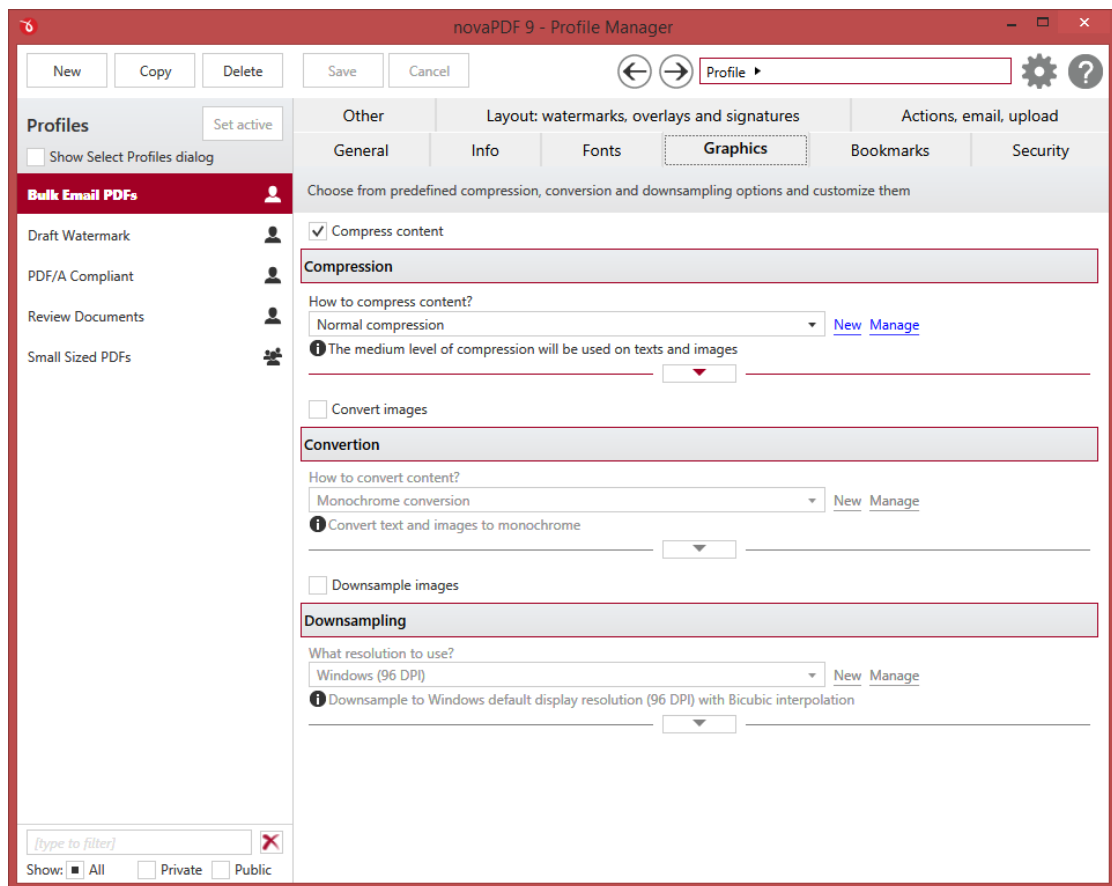 novaPDF 9 - Profile Manager
New Copy Delete Save Cancel Profile
Profiles Set active
Show Select Profiles dialog
Bulk Email PDFs
Draft Watermark
PDF/A Compliant
Review Documents
Small Sized PDFs
[type to filter]
Show: All Private Public
Other Layout: watermarks, overlays and signatures Actions, email, upload
General Info Fonts Graphics Bookmarks Security
Choose from predefined compression, conversion and downsampling options and customize them
Compress content
Compression
How to compress content?
Normal compression New Manage
The medium level of compression will be used on texts and images
Convert images
Convertion
How to convert content?
Monochrome conversion New Manage
Convert text and images to monochrome
Downsample images
Downsampling
What resolution to use?
Windows (96 DPI) New Manage
Downsample to Windows default display resolution (96 DPI) with Bicubic interpolation